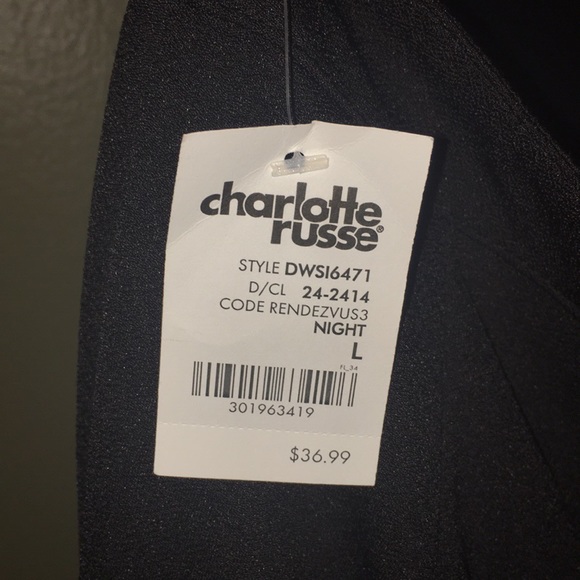 charlotte
russe®
STYLE DWSI6471
D/CL 24-2414
CODE RENDEZVUS3
NIGHT
L
FL_34
301963419
$36.99